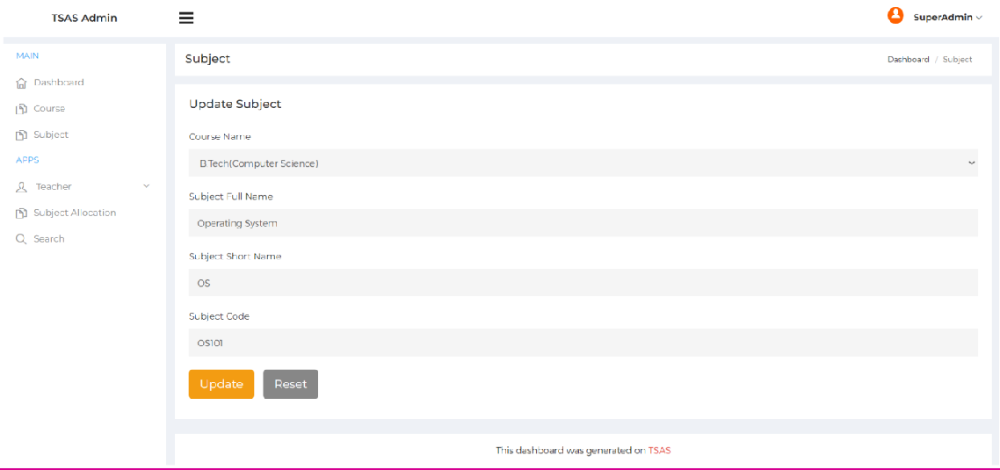 TSAS Admin
SuperAdmin
MAIN
Dashboard
Course
Subject
APPS
Teacher
Subject Allocation
Search
Subject
Dashboard / Subject
Update Subject
Course Name
B.Tech(Computer Science)
Subject Full Name
Operating System
Subject Short Name
OS
Subject Code
OS101
Update Reset
This dashboard was generated on TSAS